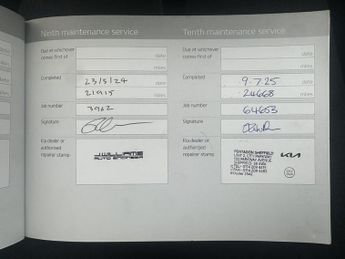 Ninth maintenance service
Due at whichever
comes first of
date
miles
Completed
23/5/24
date
21915
miles
Job number
3962
Signature
Kia dealer or
authorised
repairer stamp
J.WILLIAMS
AUTO ENGINEER
Tenth maintenance service
Due at whichever
comes first of
date
miles
Completed
9.7.25
date
24668
miles
Job number
64653
Signature
Kia dealer or
authorised
repairer stamp
PENTAGON SHEFFIELD
KIA